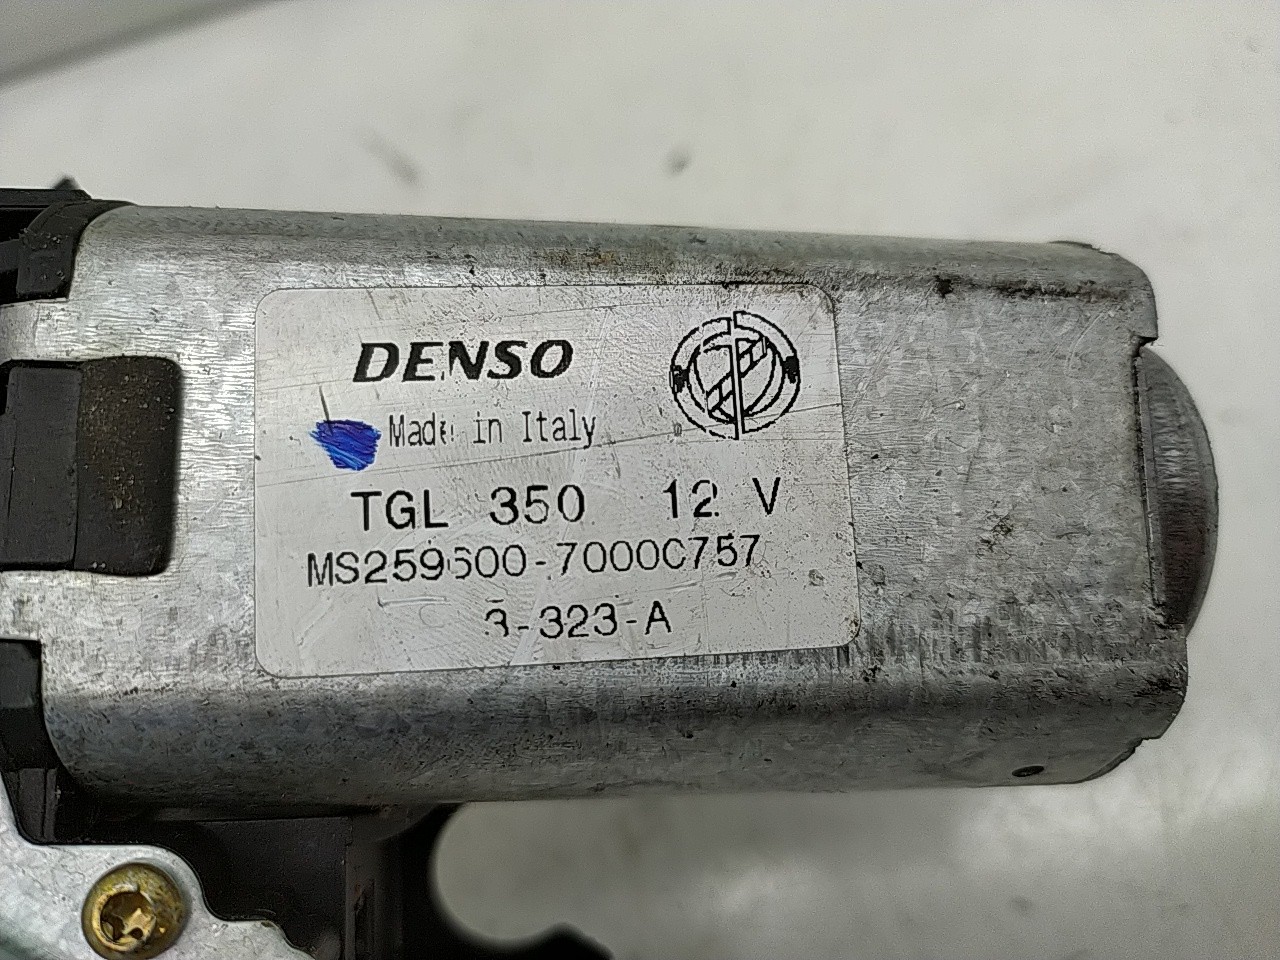 DENSO
Made in Italy
TGL 350 12 V
MS259600-7000C757
3-323-A